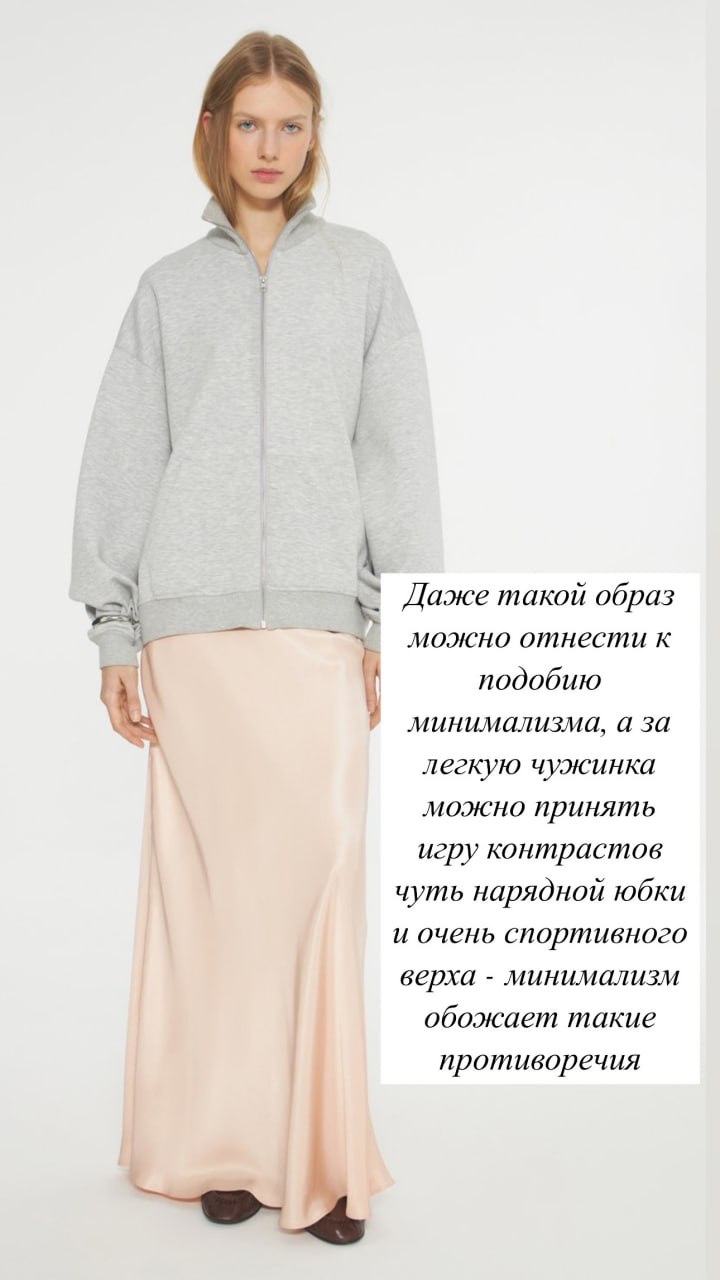 Даже такой образ
можно отнести к
подобию
минимализма, а за
легкую чужинка
можно принять
игру контрастов
чуть нарядной юбки
и очень спортивного
верха - минимализм
обожает такие
противоречия